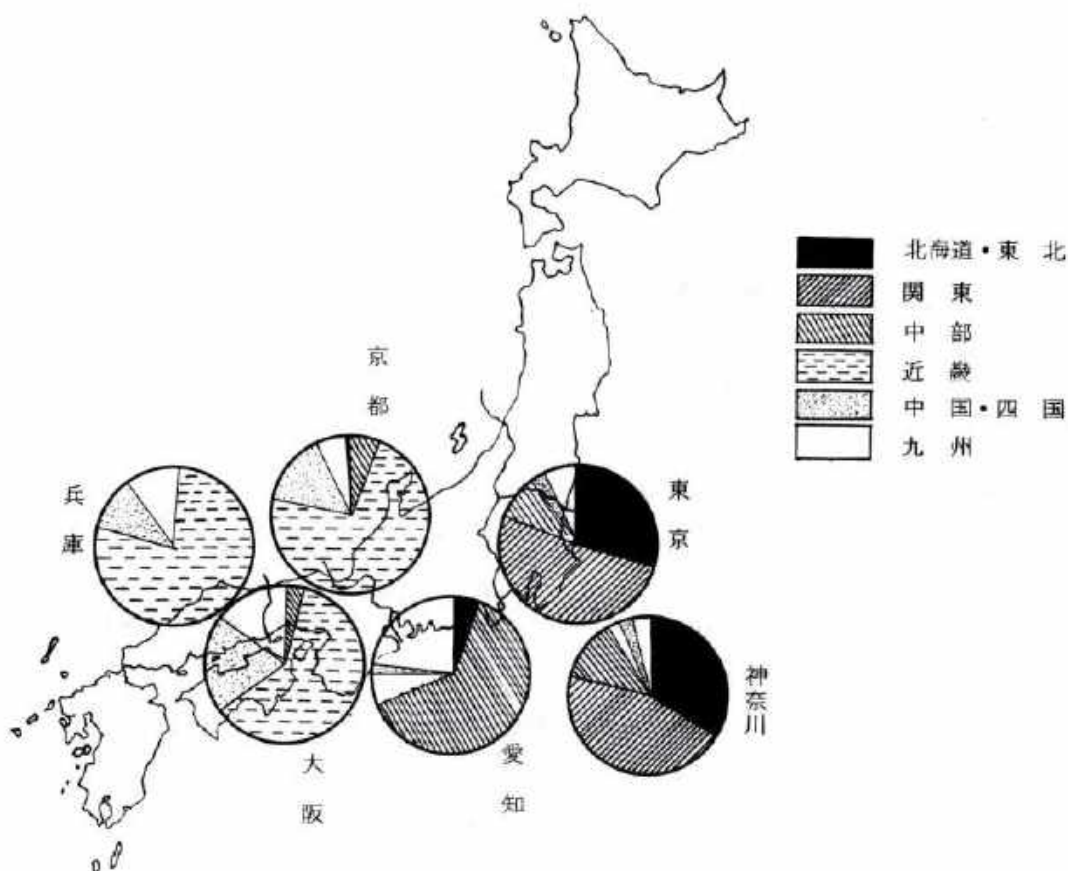 北海道・東北
関東
中部
近畿
中国・四国
九州
京都
兵庫
東京
神奈川
大阪
愛知